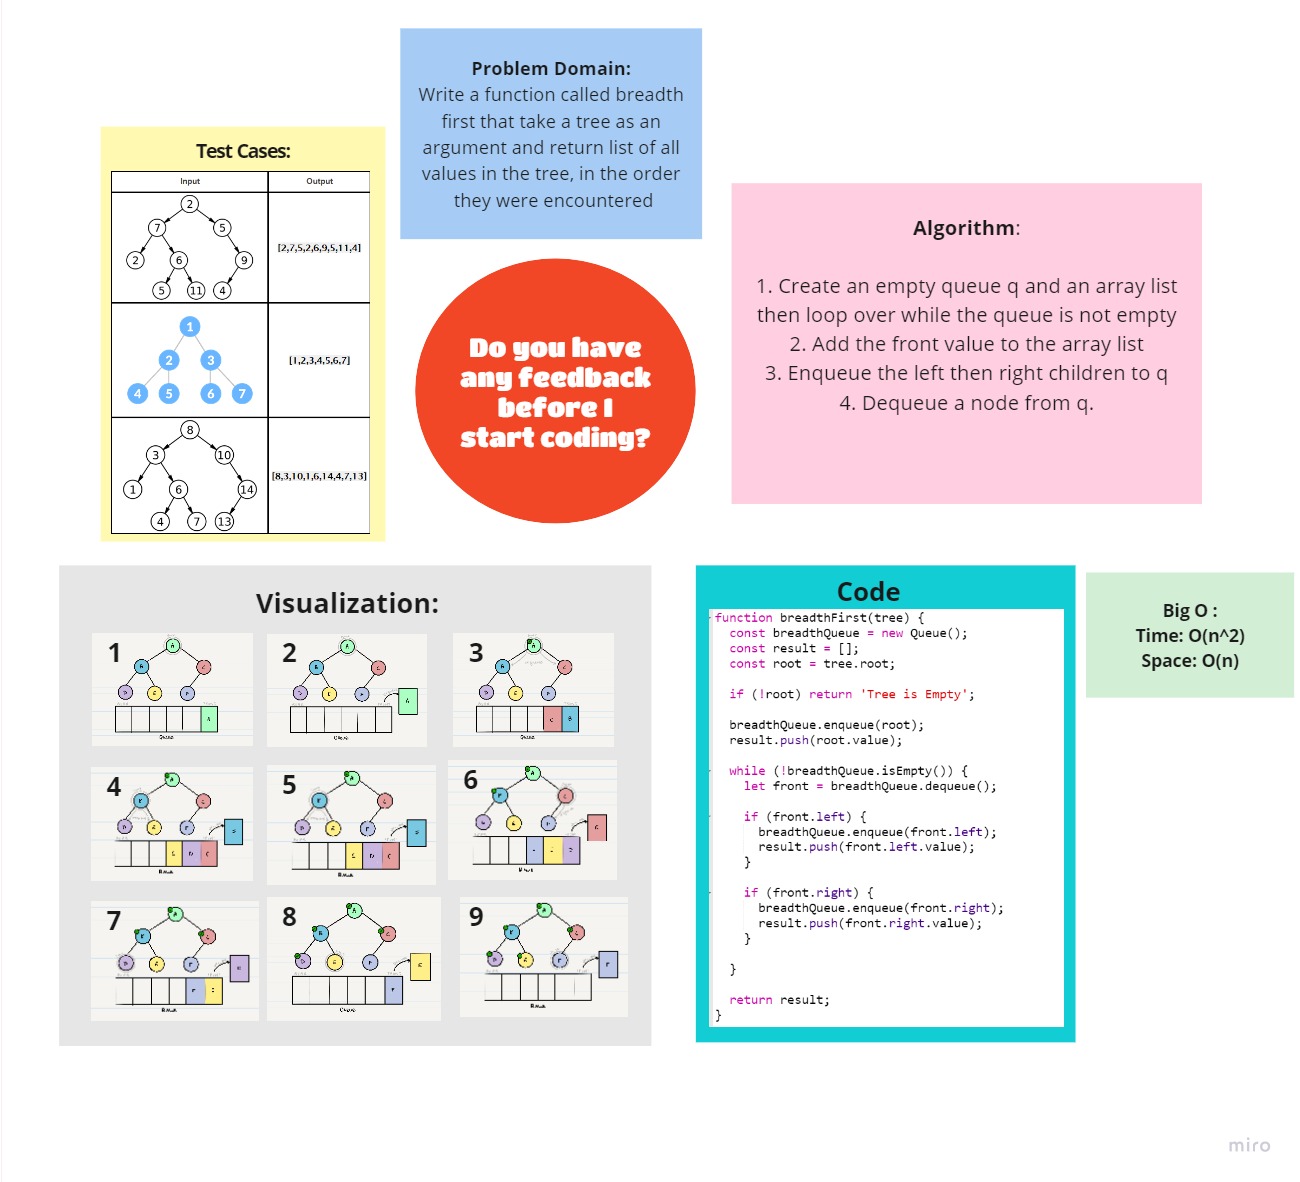 Problem Domain:
Write a function called breadth
first that take a tree as an
argument and return list of all
values in the tree, in the order
they were encountered
Test Cases:
Input
Output
2
7
5
2
6
9
5
11
4
[2,7,5,2,6,9,5,11,4]
1
2
3
4
5
6
7
[1,2,3,4,5,6,7]
8
3
10
1
6
14
4
7
13
[8,3,10,1,6,14,4,7,13]
Do you have
any feedback
before I
start coding?
Algorithm:
1. Create an empty queue q and an array list
then loop over while the queue is not empty
2. Add the front value to the array list
3. Enqueue the left then right children to q
4. Dequeue a node from q.
Visualization:
1
2
3
4
5
6
7
8
9
Code
function breadthFirst(tree) {
const breadthQueue = new Queue();
const result = [];
const root = tree.root;
if (!root) return 'Tree is Empty';
breadthQueue.enqueue(root);
result.push(root.value);
while (!breadthQueue.isEmpty()) {
let front = breadthQueue.dequeue();
if (front.left) {
breadthQueue.enqueue(front.left);
result.push(front.left.value);
}
if (front.right) {
breadthQueue.enqueue(front.right);
result.push(front.right.value);
}
}
return result;
}
Big O :
Time: O(n^2)
Space: O(n)
miro